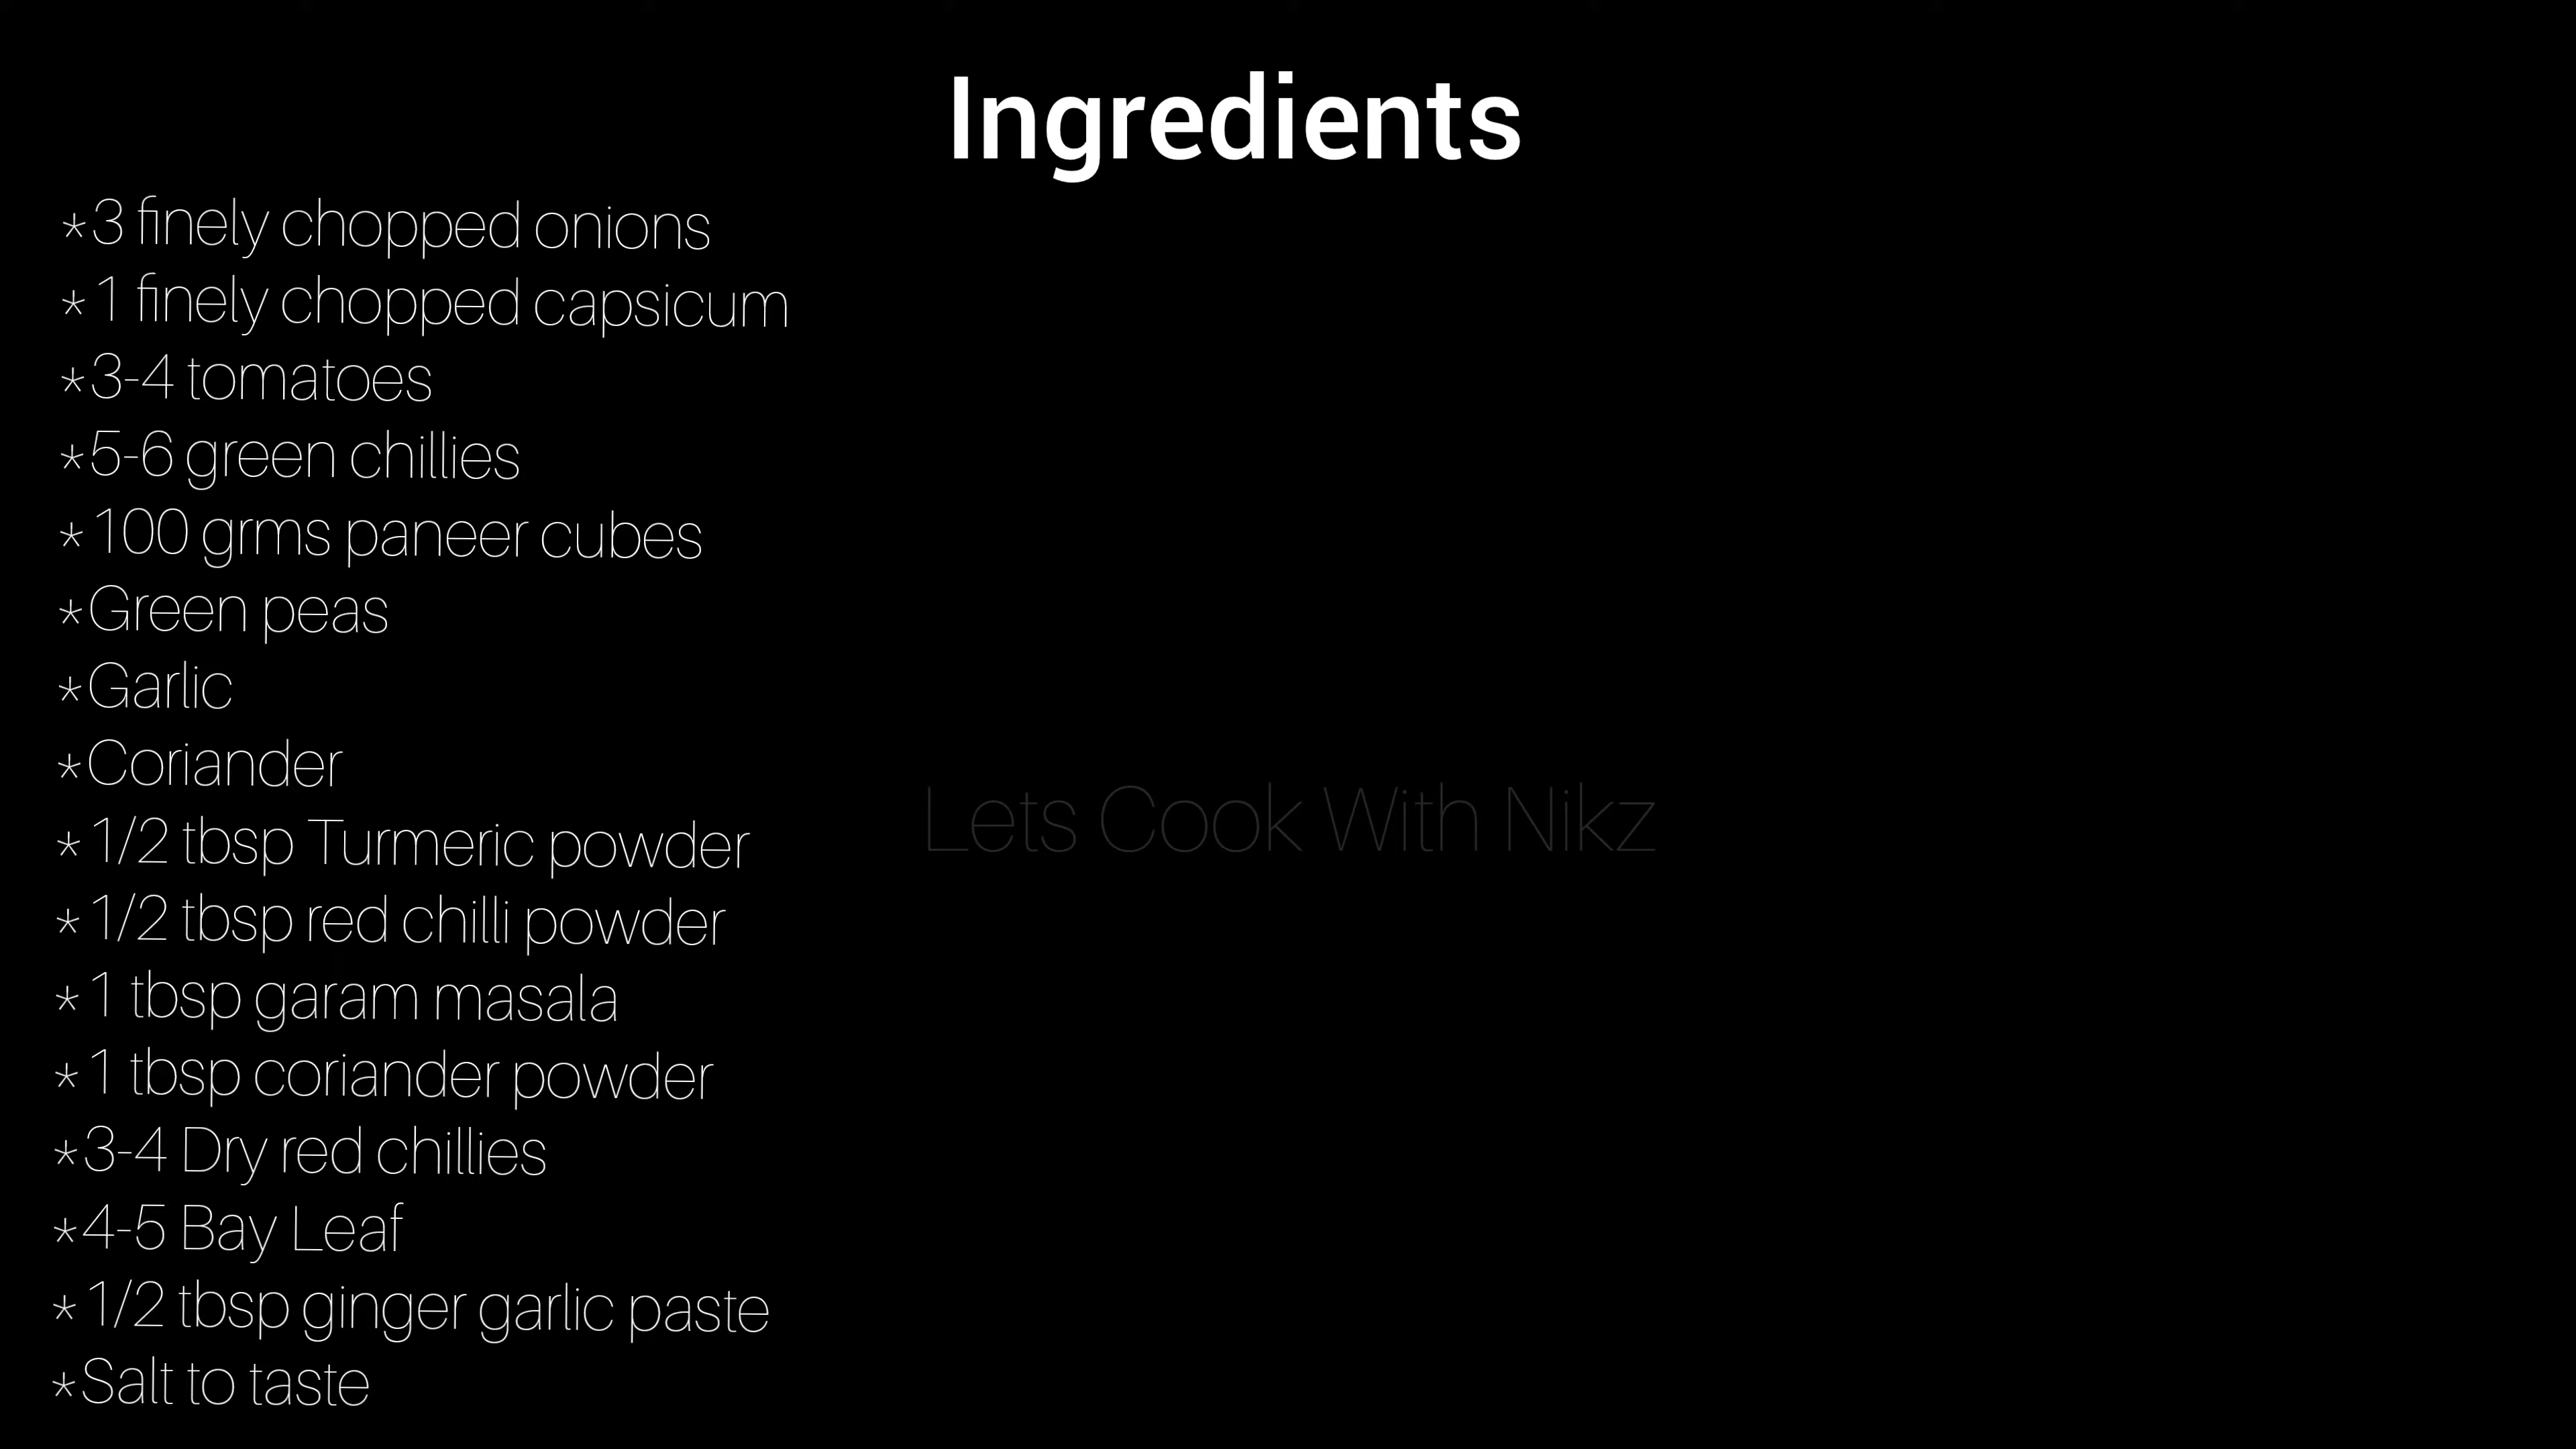 Ingredients
*3 finely chopped onions
*1 finely chopped capsicum
*3-4 tomatoes
*5-6 green chillies
*100 grms paneer cubes
*Green peas
*Garlic
*Coriander
*1/2 tbsp Turmeric powder
Lets Cook With Nikz
*1/2 tbsp red chilli powder
*1 tbsp garam masala
*1 tbsp coriander powder
*3-4 Dry red chillies
*4-5 Bay Leaf
*1/2 tbsp ginger garlic paste
*Salt to taste